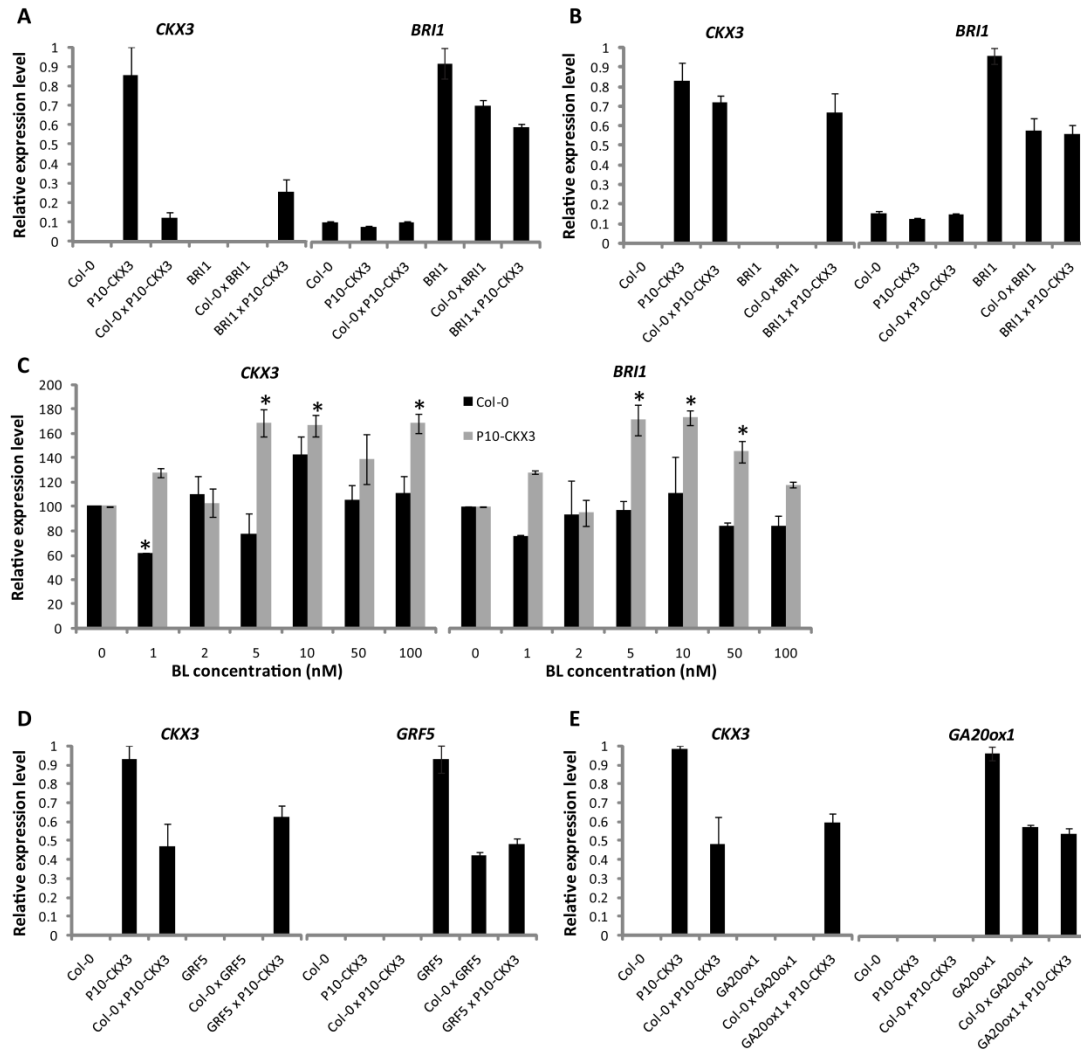 A
CKX3
BRI1
Relative expression level
1
0.9
0.8
0.7
0.6
0.5
0.4
0.3
0.2
0.1
0
Col-0
P10-CKX3
Col-0 x P10-CKX3
BRI1
Col-0 x BRI1
BRI1 x P10-CKX3
Col-0
P10-CKX3
Col-0 x P10-CKX3
BRI1
Col-0 x BRI1
BRI1 x P10-CKX3
B
CKX3
BRI1
Relative expression level
1
0.9
0.8
0.7
0.6
0.5
0.4
0.3
0.2
0.1
0
Col-0
P10-CKX3
Col-0 x P10-CKX3
BRI1
Col-0 x BRI1
BRI1 x P10-CKX3
Col-0
P10-CKX3
Col-0 x P10-CKX3
BRI1
Col-0 x BRI1
BRI1 x P10-CKX3
C
CKX3
BRI1
Relative expression level
200
180
160
140
120
100
80
60
40
20
0
* * * *
Col-0
P10-CKX3
* * *
0 1 2 5 10 50 100
BL concentration (nM)
0 1 2 5 10 50 100
BL concentration (nM)
D
CKX3
GRF5
Relative expression level
1
0.9
0.8
0.7
0.6
0.5
0.4
0.3
0.2
0.1
0
Col-0
P10-CKX3
Col-0 x P10-CKX3
GRF5
Col-0 x GRF5
GRF5 x P10-CKX3
Col-0
P10-CKX3
Col-0 x P10-CKX3
GRF5
Col-0 x GRF5
GRF5 x P10-CKX3
E
CKX3
GA20ox1
Relative expression level
1
0.9
0.8
0.7
0.6
0.5
0.4
0.3
0.2
0.1
0
Col-0
P10-CKX3
Col-0 x P10-CKX3
GA20ox1
Col-0 x GA20ox1
GA20ox1 x P10-CKX3
Col-0
P10-CKX3
Col-0 x P10-CKX3
GA20ox1
Col-0 x GA20ox1
GA20ox1 x P10-CKX3